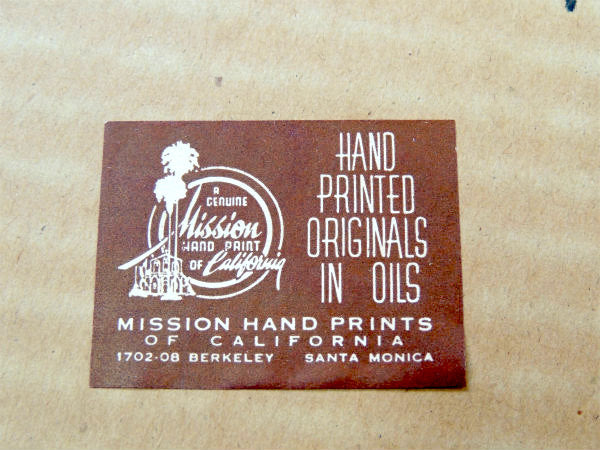 A
GENUINE
Mission
HAND PRINT
OF California
HAND
PRINTED
ORIGINALS
IN OILS
MISSION HAND PRINTS
OF CALIFORNIA
1702-08 BERKELEY SANTA MONICA